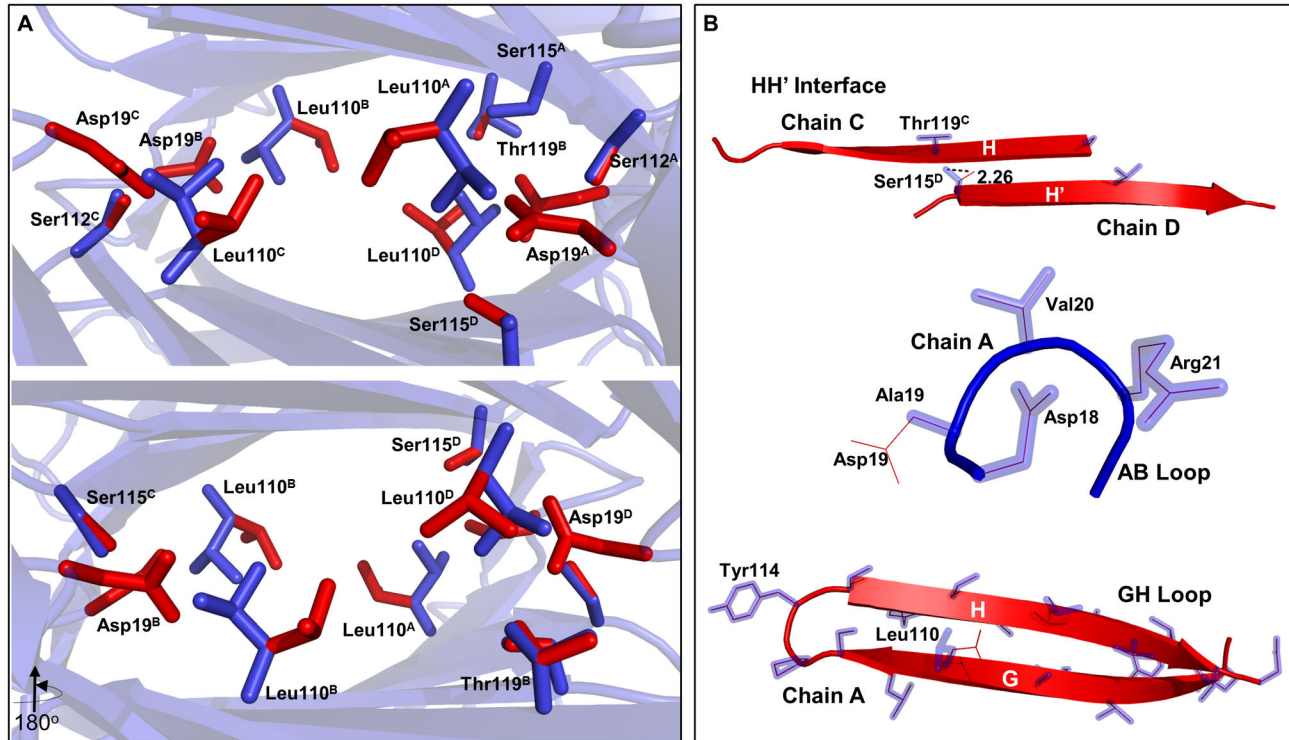 A
Ser115A
Leu110A
Leu110B
Asp19C
Asp19B
Thr119B
Ser112A
Ser112C
Leu110C
Leu110D
Asp19A
Ser115D
Ser115D
Ser115C
Leu110B
Leu110D
Asp19D
Asp19B
Leu110A
Leu110B
Thr119B
180o
B
HH' Interface
Chain C
Thr119C
H
Ser115D
2.26
H'
Chain D
Val20
Chain A
Arg21
Ala19
Asp18
Asp19
AB Loop
Tyr114
GH Loop
H
Leu110
G
Chain A